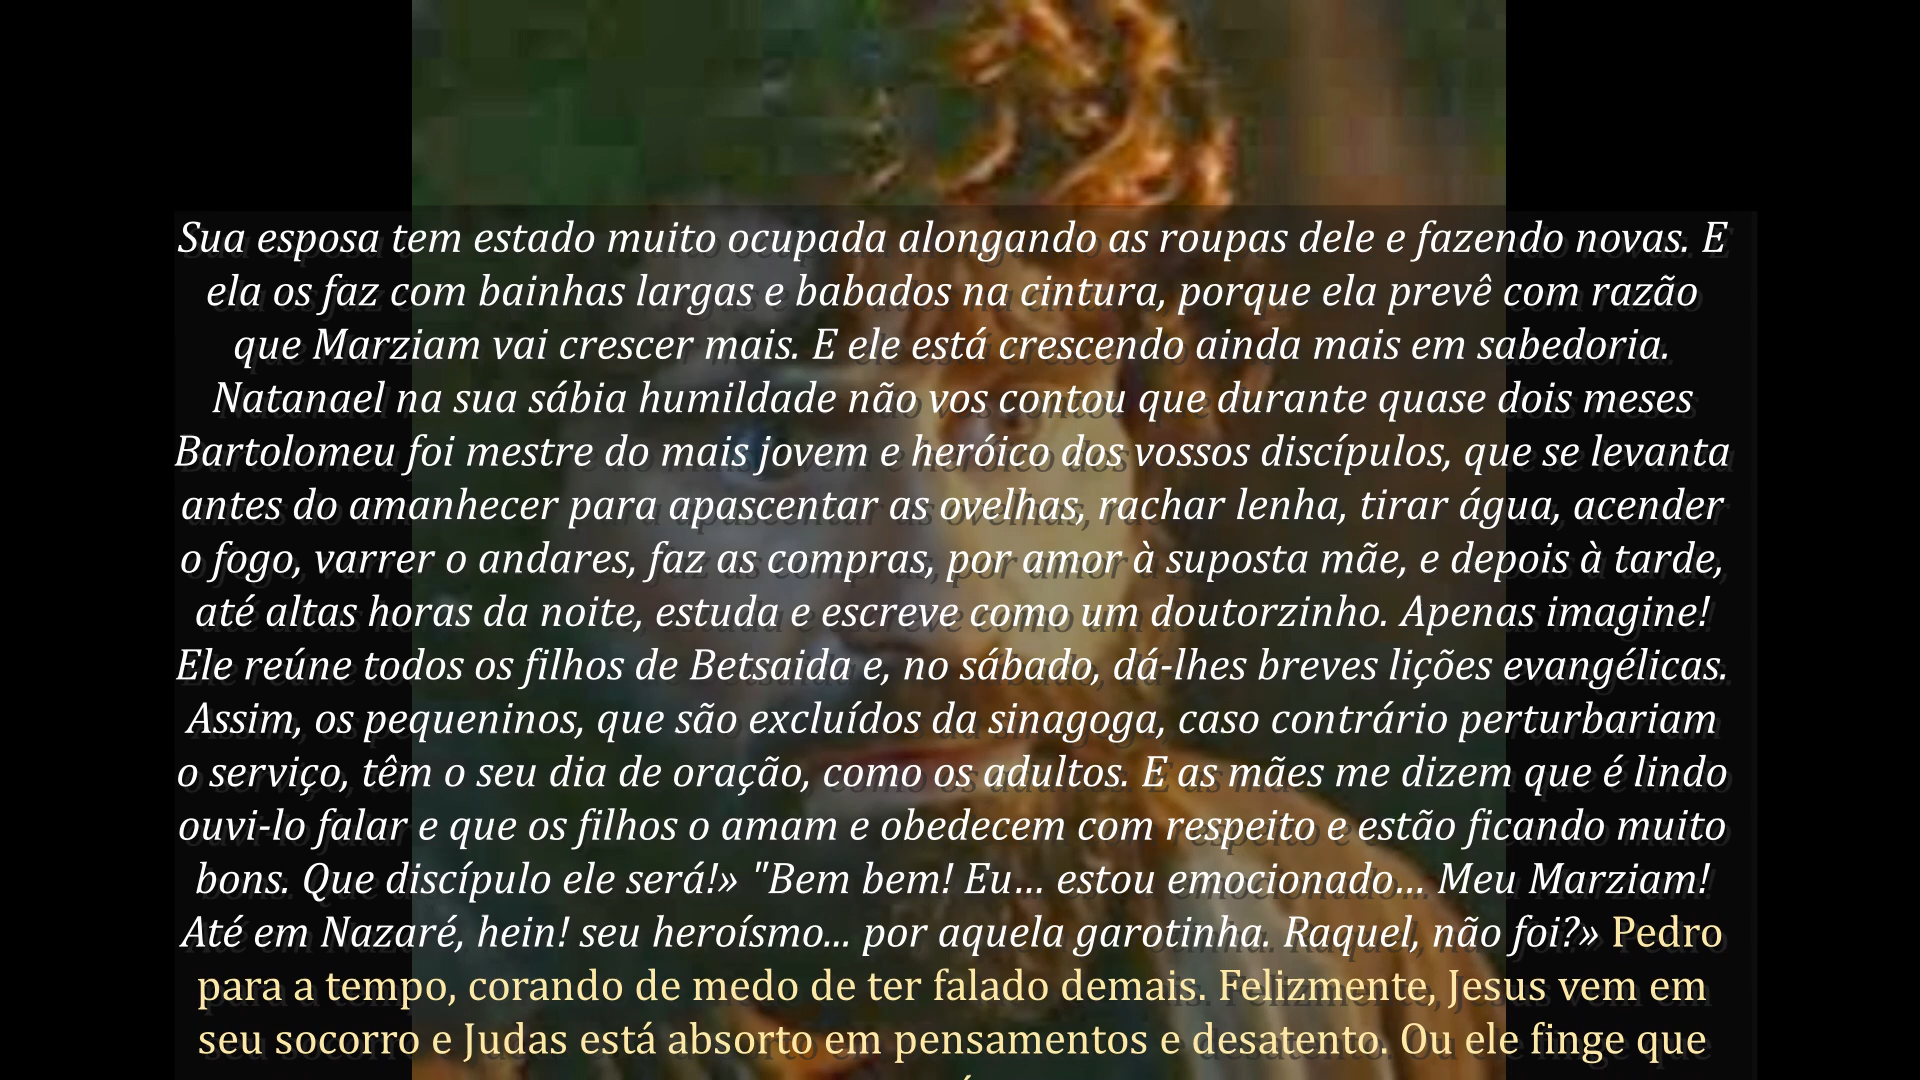 Sua esposa tem estado muito ocupada alongando as roupas dele e fazendo novas. E
ela os faz com bainhas largas e babados na cintura, porque ela prevê com razão
que Marziam vai crescer mais. E ele está crescendo ainda mais em sabedoria.
Natanael na sua sábia humildade não vos contou que durante quase dois meses
Bartolomeu foi mestre do mais jovem e heróico dos vossos discípulos, que se levanta
antes do amanhecer para apascentar as ovelhas, rachar lenha, tirar água, acender
o fogo, varrer o andares, faz as compras, por amor à suposta mãe, e depois à tarde,
até altas horas da noite, estuda e escreve como um doutorzinho. Apenas imagine!
Ele reúne todos os filhos de Betsaida e, no sábado, dá-lhes breves lições evangélicas.
Assim, os pequeninos, que são excluídos da sinagoga, caso contrário perturbariam
o serviço, têm o seu dia de oração, como os adultos. E as mães me dizem que é lindo
ouvi-lo falar e que os filhos o amam e obedecem com respeito e estão ficando muito
bons. Que discípulo ele será!» "Bem bem! Eu... estou emocionado... Meu Marziam!
Até em Nazaré, hein! seu heroísmo... por aquela garotinha. Raquel, não foi?» Pedro
para a tempo, corando de medo de ter falado demais. Felizmente, Jesus vem em
seu socorro e Judas está absorto em pensamentos e desatento. Ou ele finge que